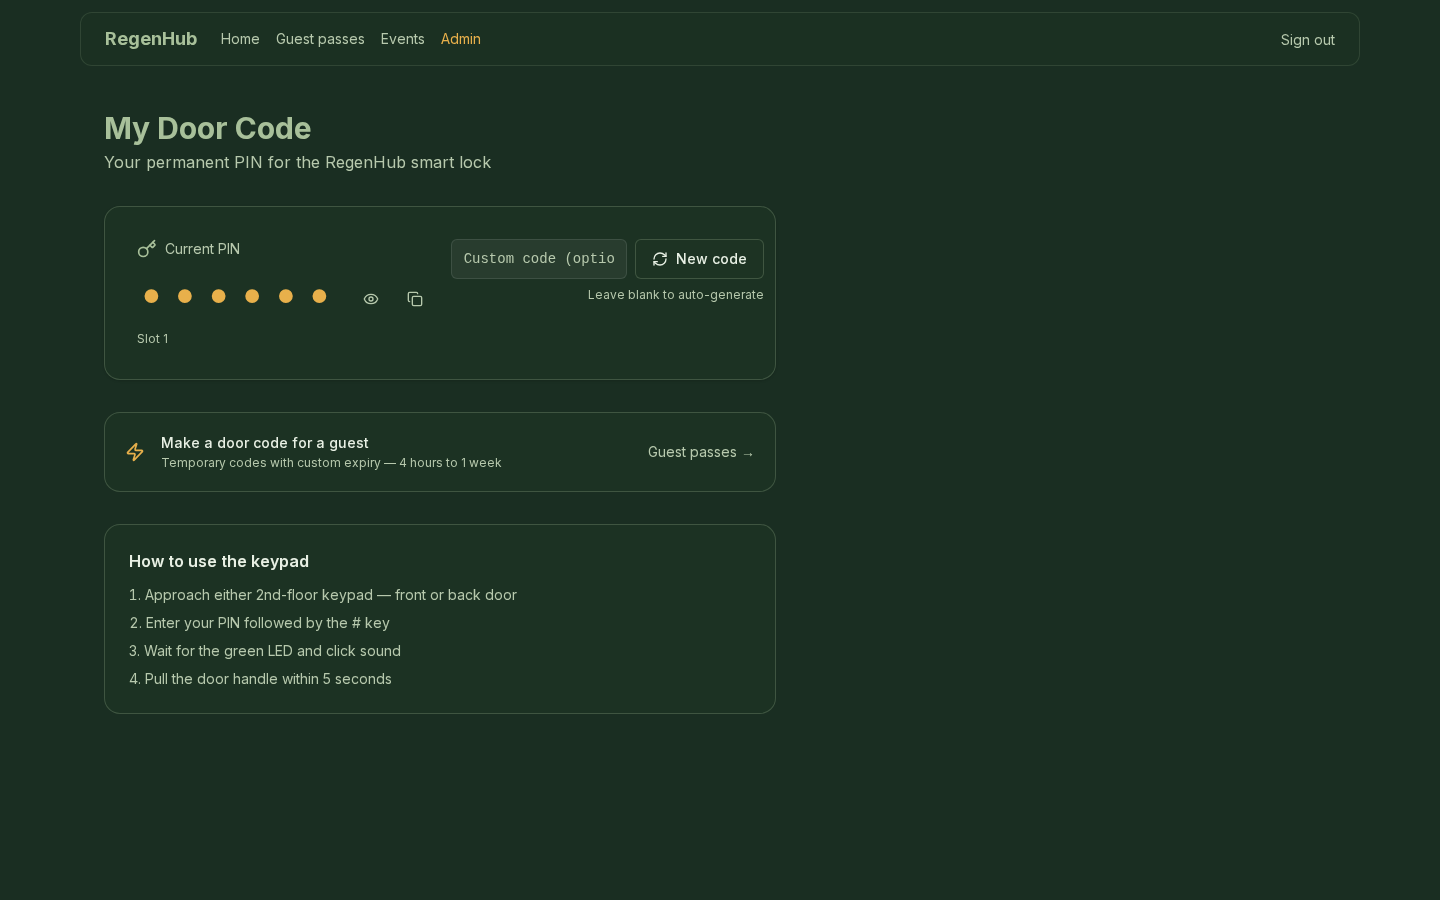 RegenHub Home Guest passes Events Admin Sign out
My Door Code
Your permanent PIN for the RegenHub smart lock
Current PIN
Custom code (optio
New code
Leave blank to auto-generate
Slot 1
Make a door code for a guest
Temporary codes with custom expiry — 4 hours to 1 week
Guest passes →
How to use the keypad
1. Approach either 2nd-floor keypad — front or back door
2. Enter your PIN followed by the # key
3. Wait for the green LED and click sound
4. Pull the door handle within 5 seconds